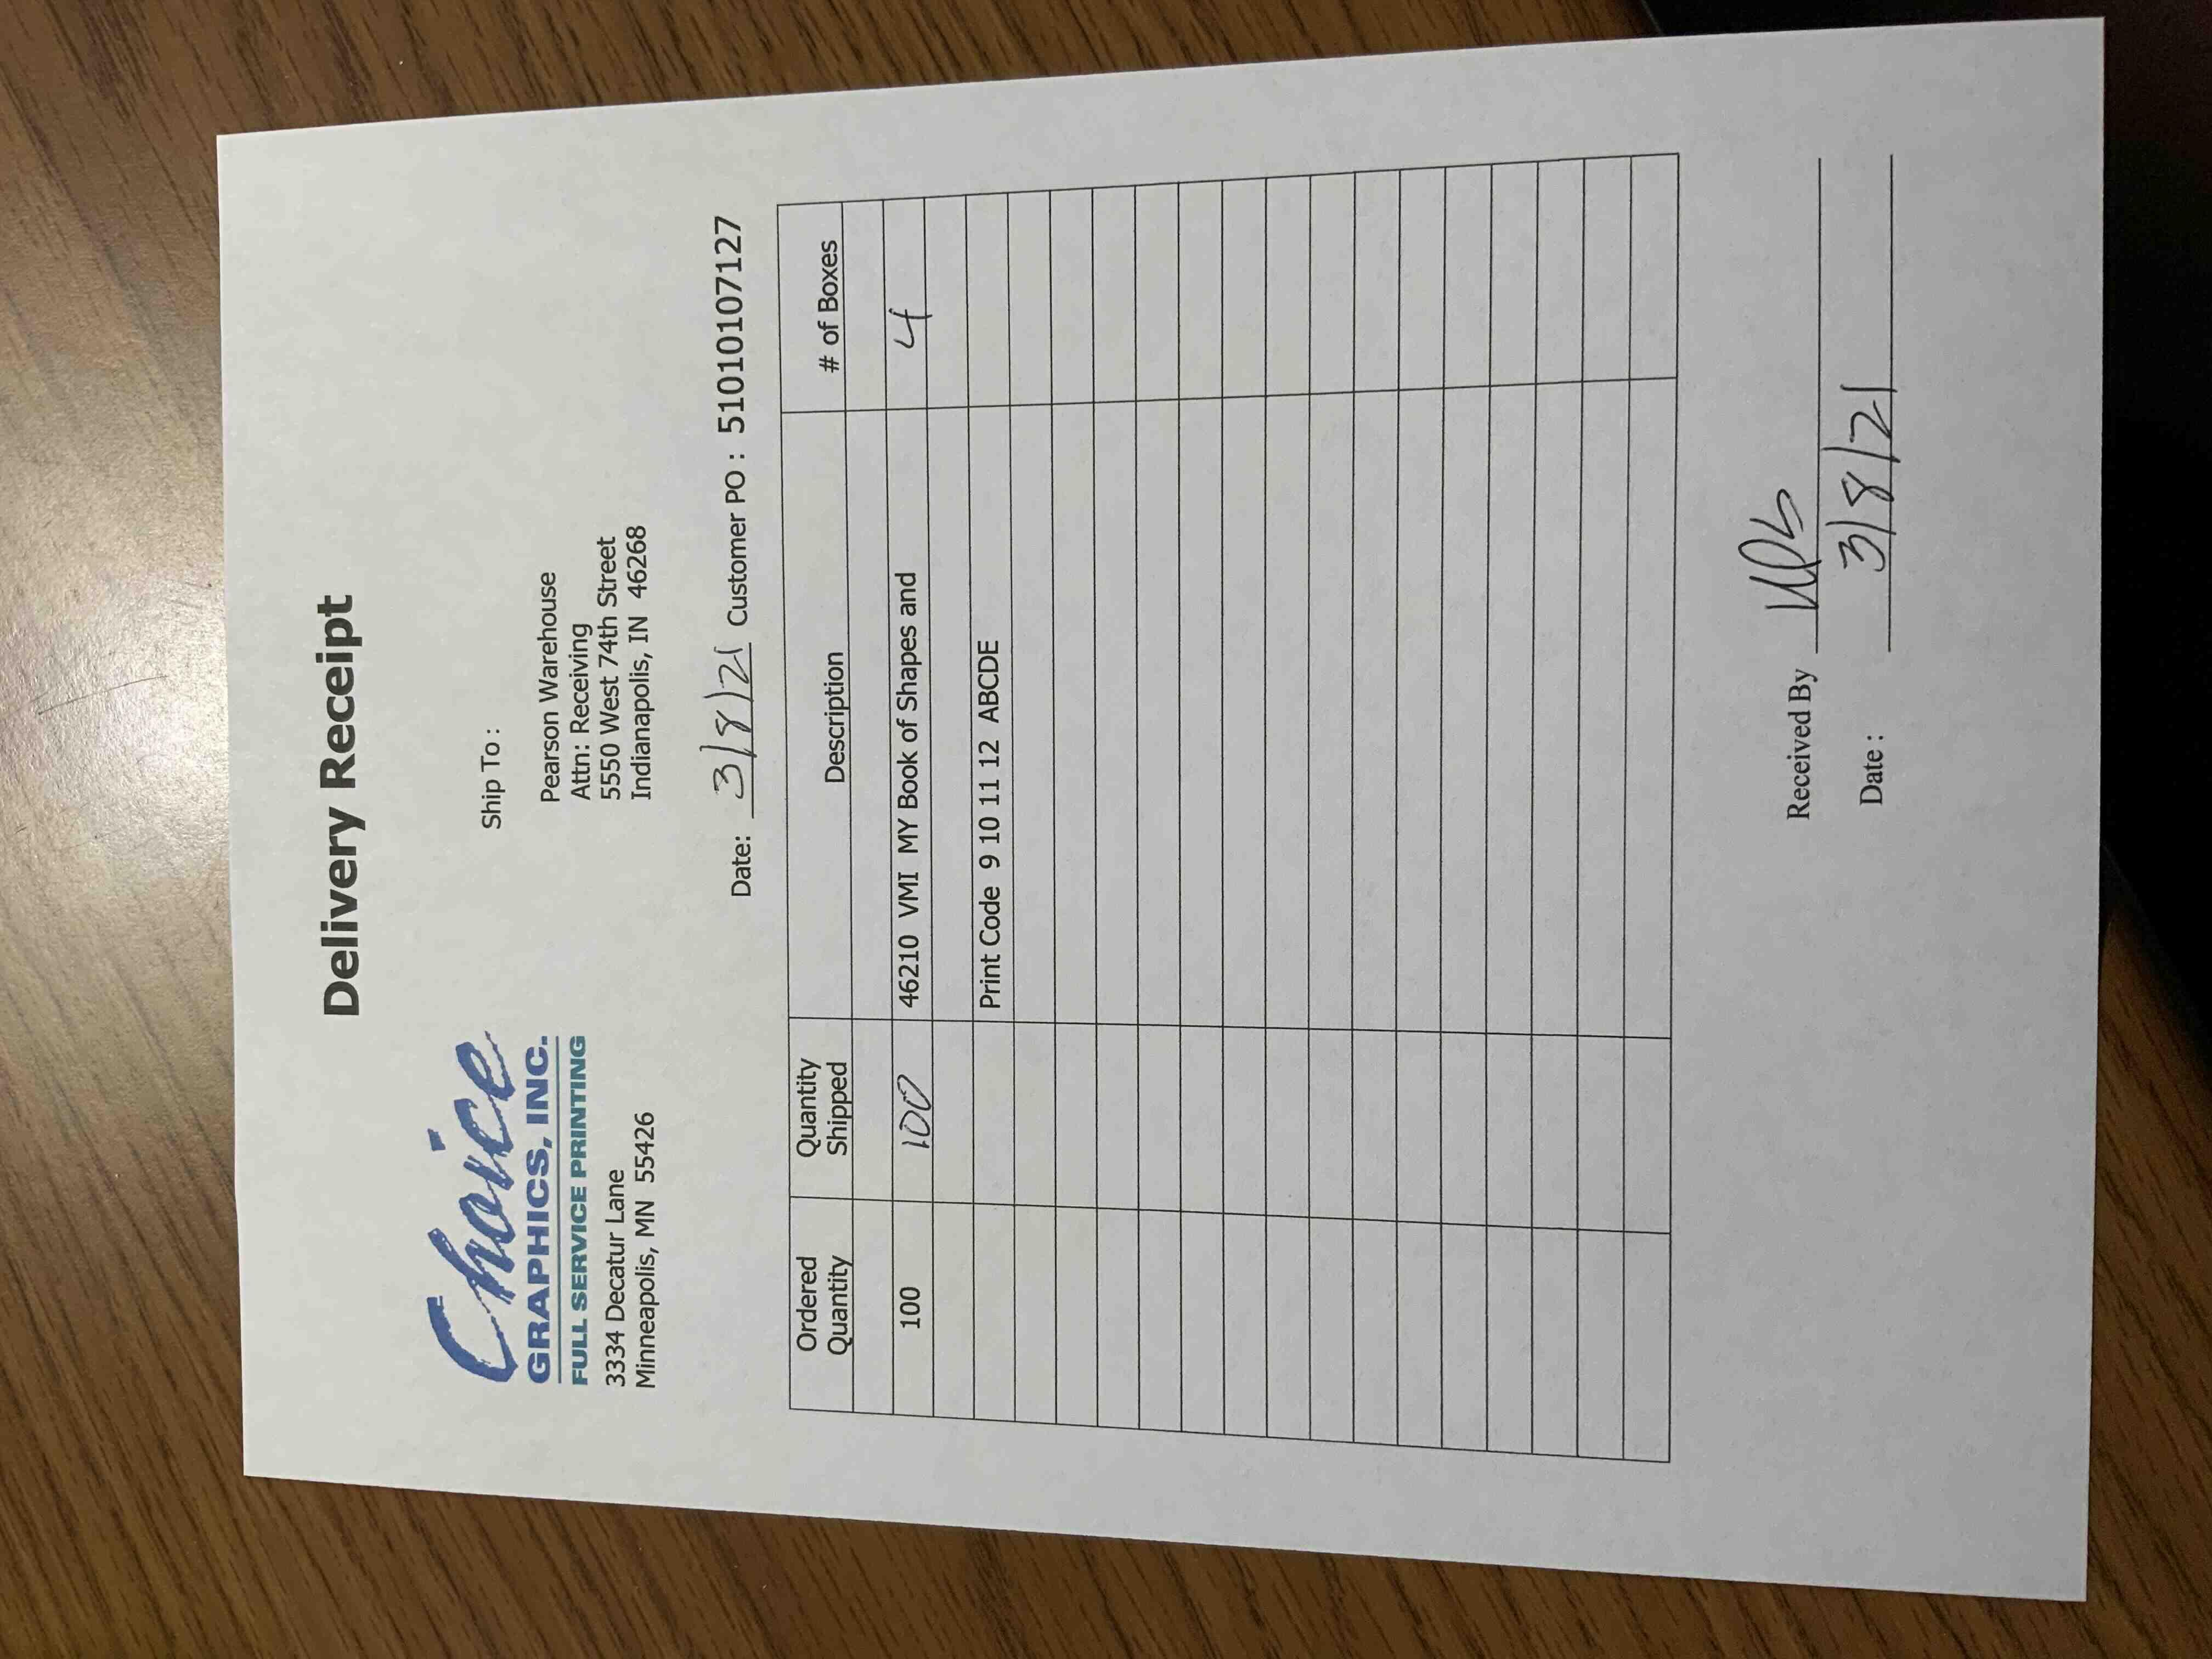 Delivery Receipt
Choice
GRAPHICS, INC.
FULL SERVICE PRINTING
3334 Decatur Lane
Minneapolis, MN 55426
Ship To :
Pearson Warehouse
Attn: Receiving
5550 West 74th Street
Indianapolis, IN 46268
Date: 3/8/21 Customer PO : 51010107127
Ordered Quantity Quantity Shipped Description # of Boxes
100 100 46210 VMI MY Book of Shapes and 4
Print Code 9 10 11 12 ABCDE
Received By UPS
Date : 3/8/21